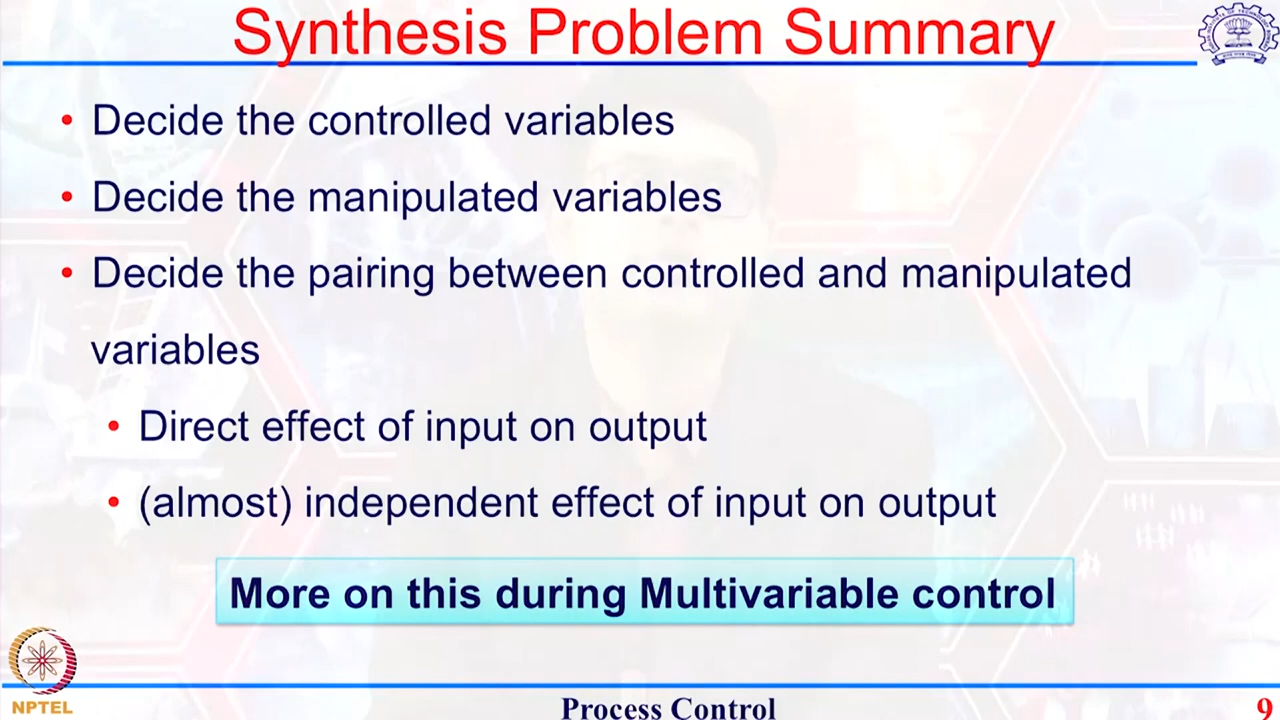 Synthesis Problem Summary
• Decide the controlled variables
• Decide the manipulated variables
• Decide the pairing between controlled and manipulated
variables
• Direct effect of input on output
• (almost) independent effect of input on output
More on this during Multivariable control
NPTEL
Process Control
9